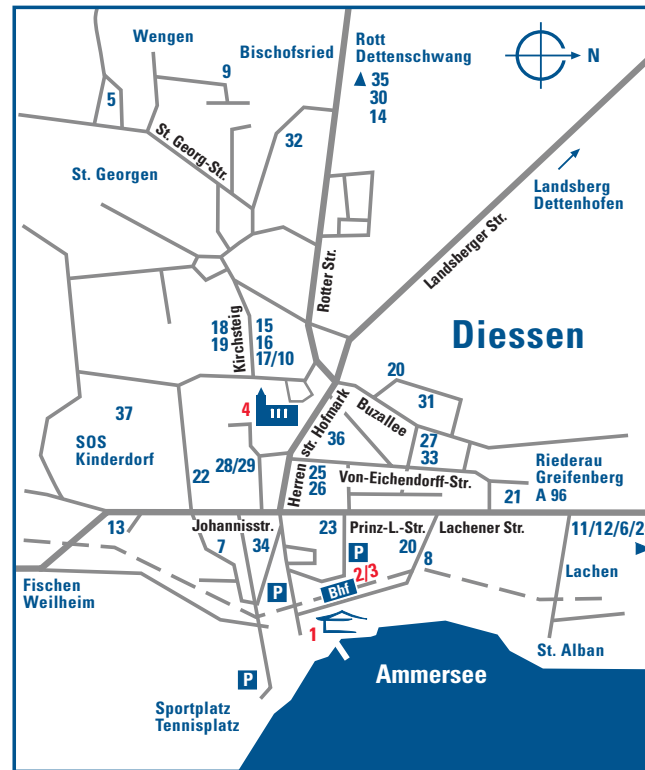 Wengen
9
Bischofsried
Rott
Dettenschwang
35
30
14
N
5
32
St. Georg-Str.
St. Georgen
Landsberg
Dettenhofen
Landsberger Str.
Rotter Str.
Kirchsteig
18
19
15
16
17/10
Diessen
20
31
37
4
SOS
Kinderdorf
Herren
str. Hofmark
Buzallee
36
27
33
22
28/29
25
26
Von-Eichendorff-Str.
Riederau
Greifenberg
A 96
21
13
Johannisstr.
7
34
23
Prinz-L.-Str.
Lachener Str.
20
8
11/12/6/2
P
2/3
Bhf
P
Fischen
Weilheim
Lachen
1
St. Alban
P
Ammersee
Sportplatz
Tennisplatz